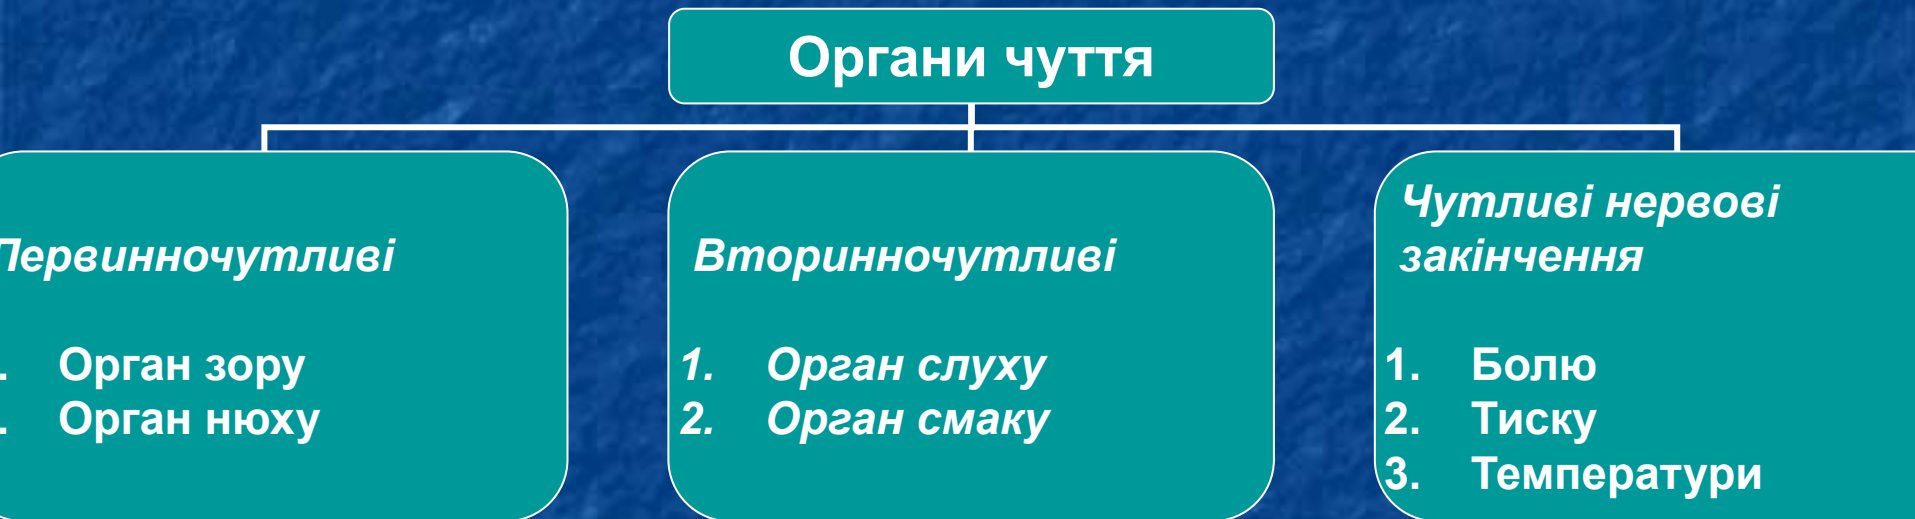 Органи чуття
Первинночутливі
. Орган зору
. Орган нюху
Вторинночутливі
1. Орган слуху
2. Орган смаку
Чутливі нервові
закінчення
1. Болю
2. Тиску
3. Температури